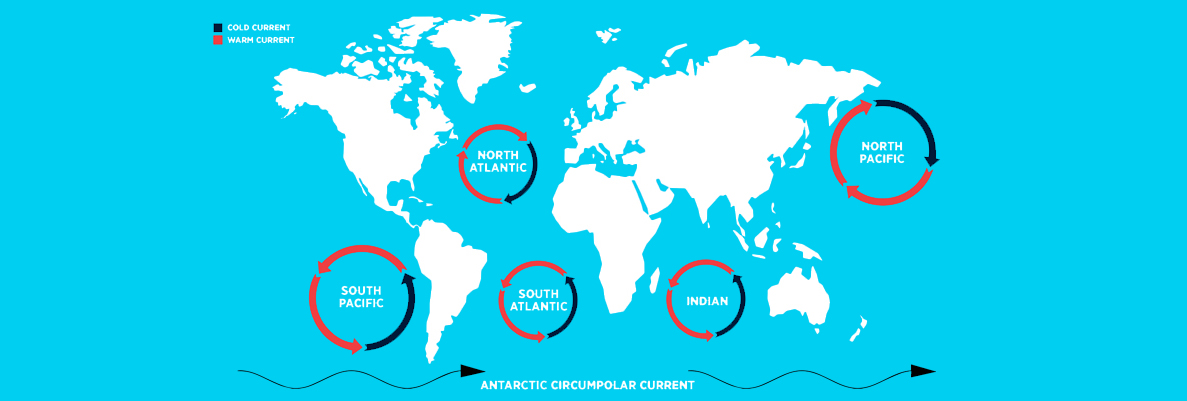 COLD CURRENT
WARM CURRENT
NORTH
ATLANTIC
NORTH
PACIFIC
SOUTH
PACIFIC
SOUTH
ATLANTIC
INDIAN
ANTARCTIC CIRCUMPOLAR CURRENT